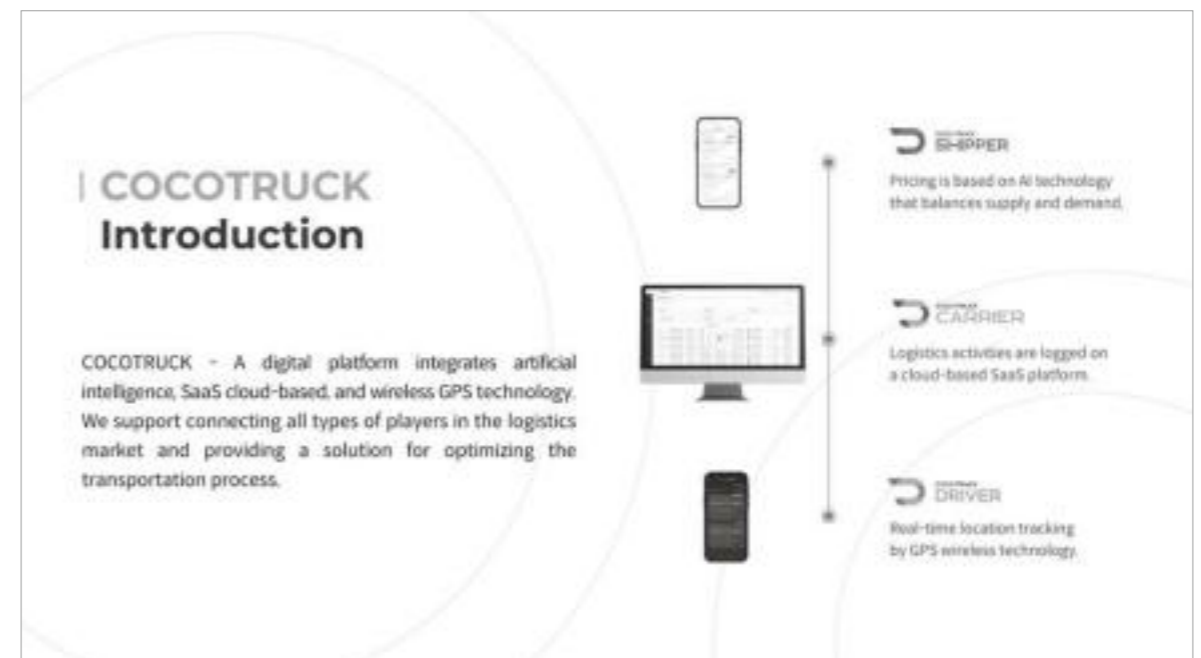 COCOTRUCK
Introduction
COCOTRUCK - A digital platform integrates artificial
intelligence, SaaS cloud-based, and wireless GPS technology.
We support connecting all types of players in the logistics
market and providing a solution for optimizing the
transportation process.
SHIPPER
Pricing is based on AI technology
that balances supply and demand.
CARRIER
Logistics activities are logged on
a cloud-based SaaS platform.
DRIVER
Real-time location tracking
by GPS wireless technology.